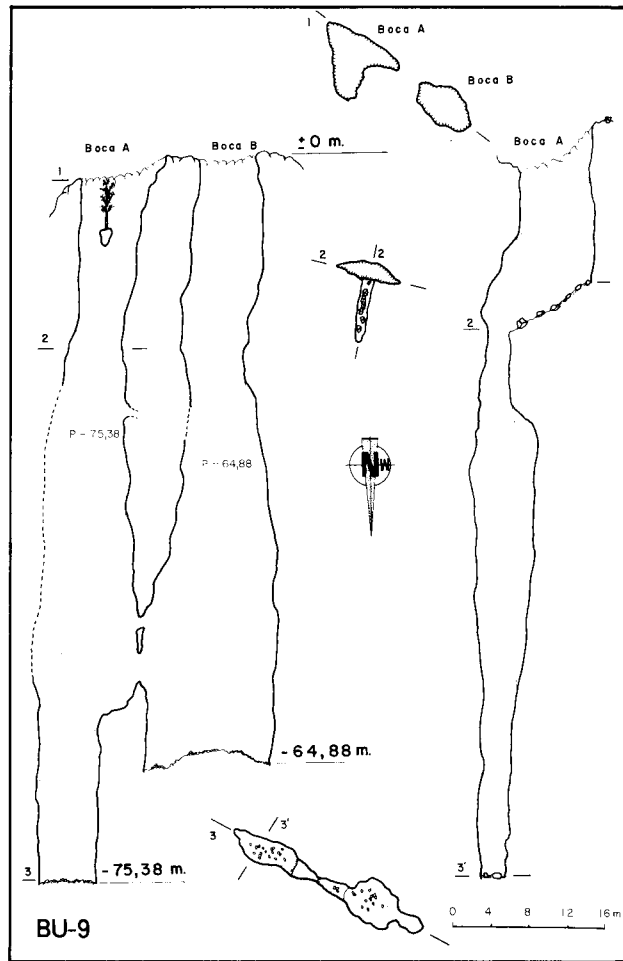 1
Boca A
Boca B
Boca A
Boca B
± 0 m.
Boca A
1
2
2
/2
2
P-75,38
P-64,88
N
NW
-64,88 m.
3
3'
3
-75,38 m.
3'
0 4 8 12 16 m
BU-9